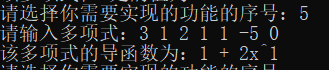 请选择你需要实现的功能的序号：5
请输入多项式：3 1 2 1 1 -5 0
该多项式的导函数为：1 + 2x^1